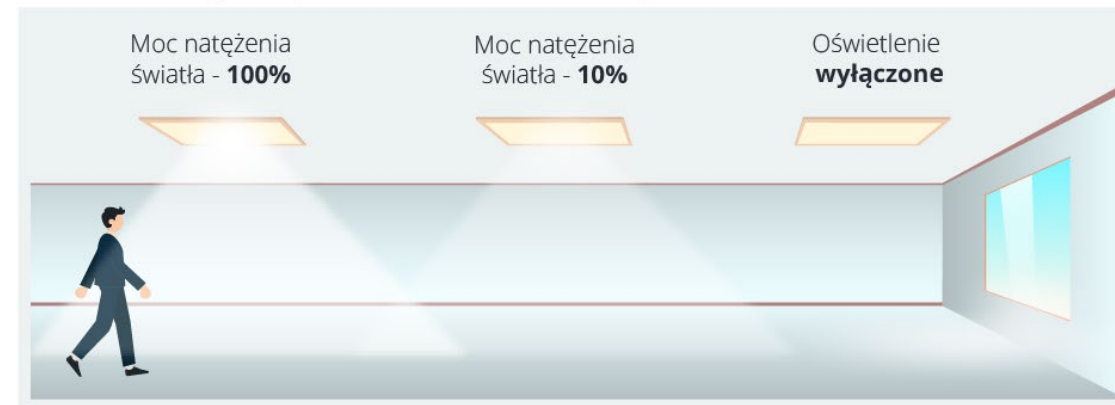 Moc natężenia
światła - 100%
Moc natężenia
światła - 10%
Oświetlenie
wyłączone